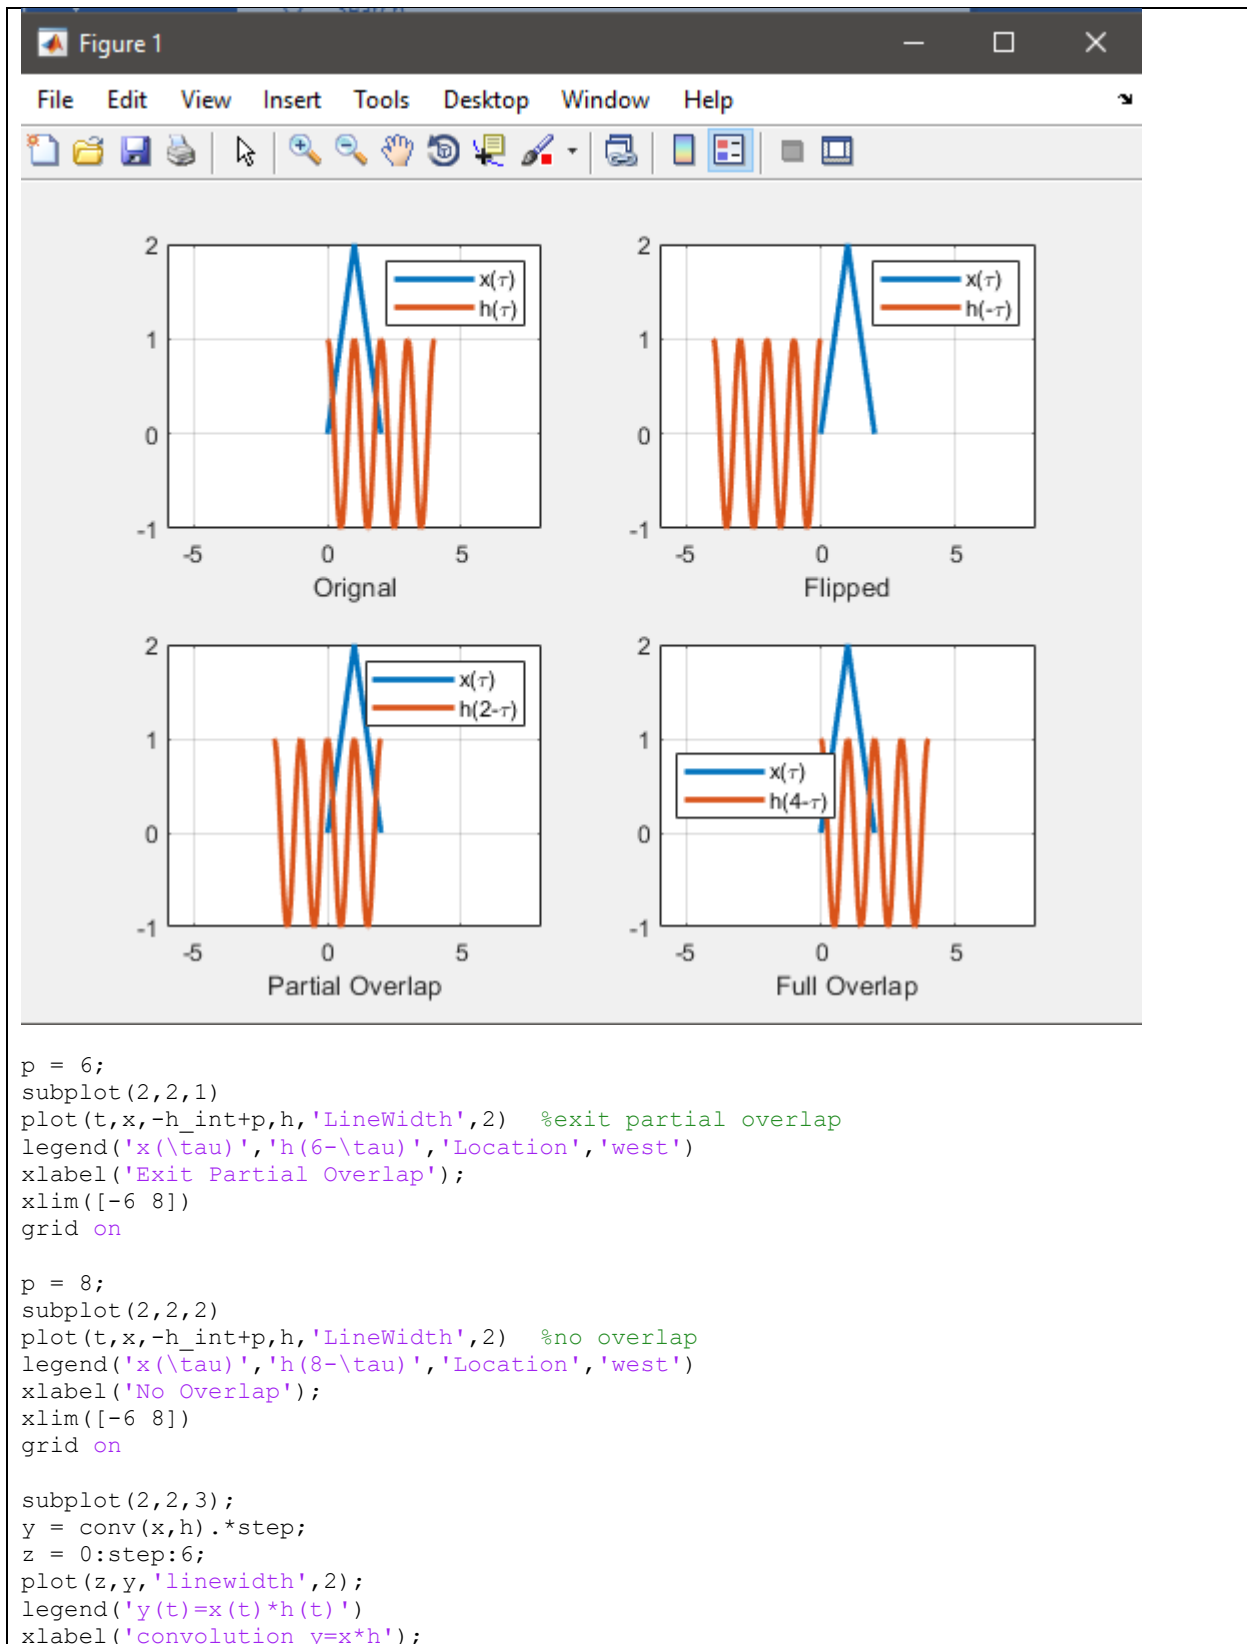 Figure 1
File Edit View Insert Tools Desktop Window Help
2
1
0
-1
-5 0 5
x(τ)
h(τ)
Orignal
2
1
0
-1
-5 0 5
x(τ)
h(-τ)
Flipped
2
1
0
-1
-5 0 5
x(τ)
h(2-τ)
Partial Overlap
2
1
0
-1
-5 0 5
x(τ)
h(4-τ)
Full Overlap
p = 6;
subplot(2,2,1)
plot(t,x,-h_int+p,h,'LineWidth',2) %exit partial overlap
legend('x(\tau)','h(6-\tau)','Location','west')
xlabel('Exit Partial Overlap');
xlim([-6 8])
grid on
p = 8;
subplot(2,2,2)
plot(t,x,-h_int+p,h,'LineWidth',2) %no overlap
legend('x(\tau)','h(8-\tau)','Location','west')
xlabel('No Overlap');
xlim([-6 8])
grid on
subplot(2,2,3);
y = conv(x,h).*step;
z = 0:step:6;
plot(z,y,'linewidth',2);
legend('y(t)=x(t)*h(t)')
xlabel('convolution y=x*h');